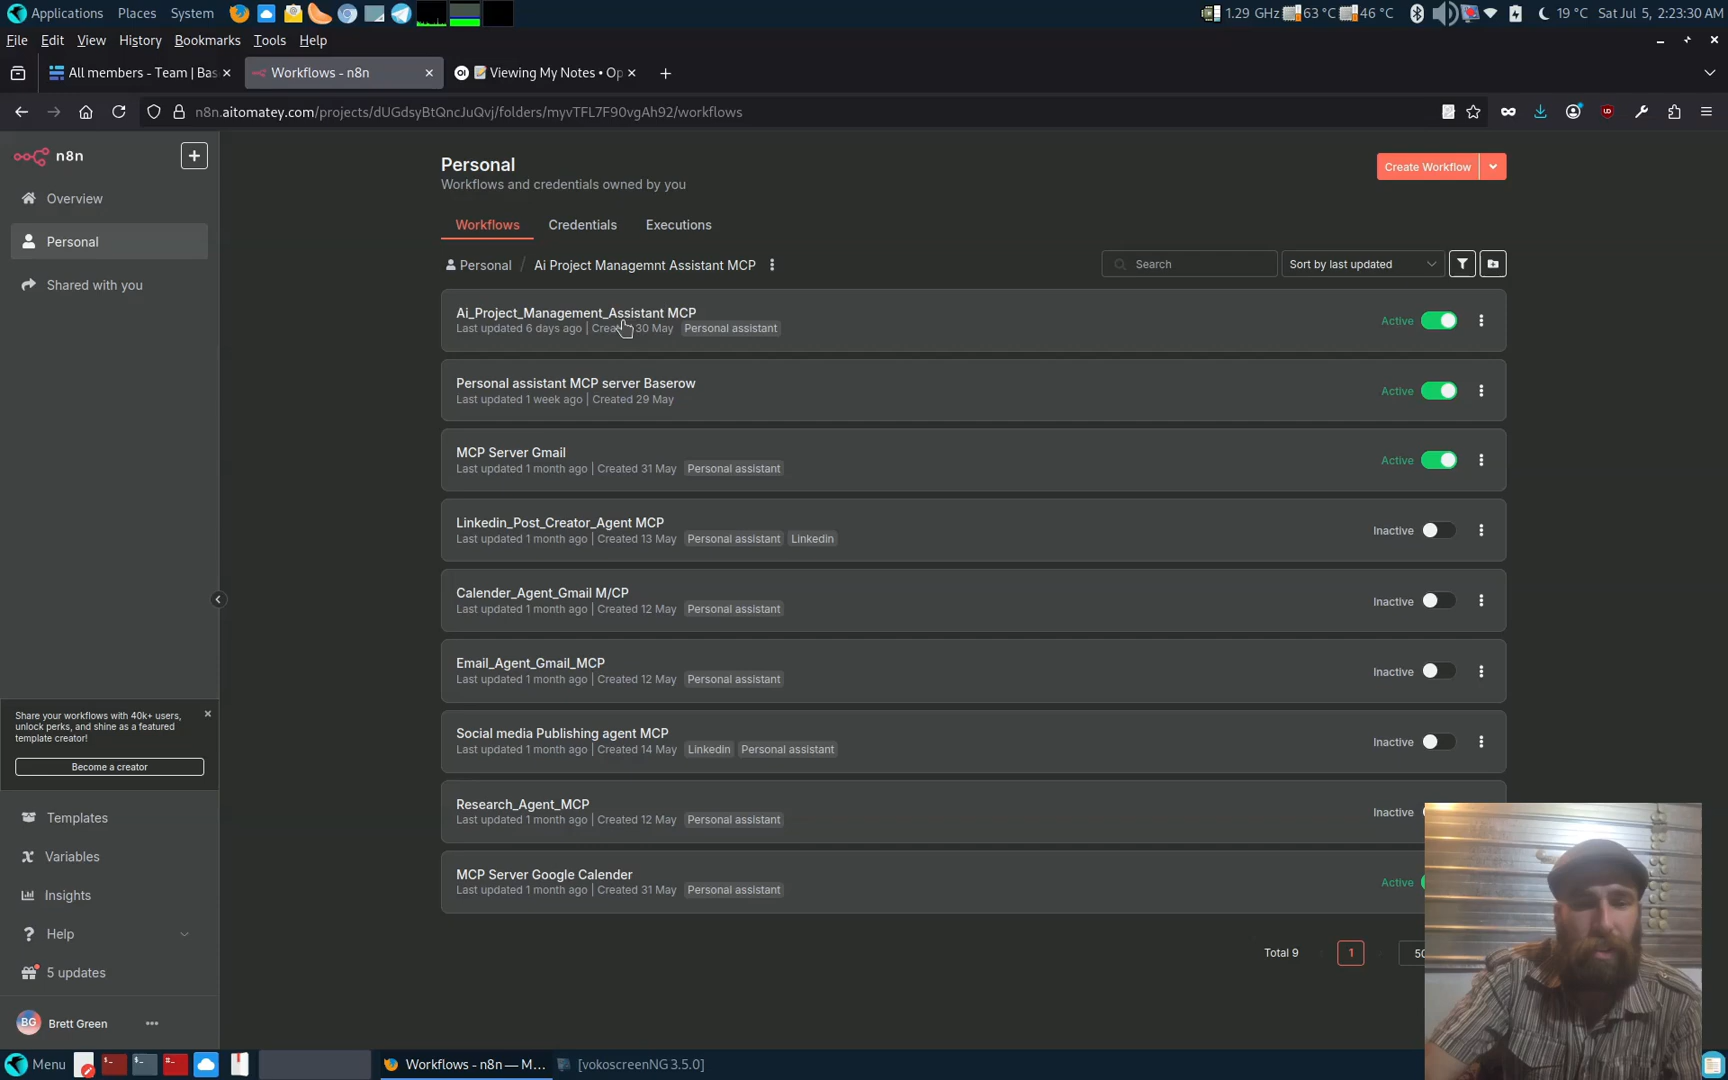 Applications Places System
1.29 GHz 63 °C 46 °C 19 °C Sat Jul 5, 2:23:30 AM
File Edit View History Bookmarks Tools Help
All members - Team | Bas
Workflows - n8n
Viewing My Notes • Op
n8n.aitomatey.com/projects/dUGdsyBtQncJuQvj/folders/myvTFL7F90vgAh92/workflows
n8n
Overview
Personal
Shared with you
Share your workflows with 40k+ users, unlock perks, and shine as a featured template creator!
Become a creator
Templates
Variables
Insights
Help
5 updates
BG Brett Green
Personal
Workflows and credentials owned by you
Create Workflow
Workflows Credentials Executions
Personal / Ai Project Managemnt Assistant MCP
Search
Sort by last updated
Ai_Project_Management_Assistant MCP
Last updated 6 days ago | Crea 30 May Personal assistant
Active
Personal assistant MCP server Baserow
Last updated 1 week ago | Created 29 May
Active
MCP Server Gmail
Last updated 1 month ago | Created 31 May Personal assistant
Active
Linkedin_Post_Creator_Agent MCP
Last updated 1 month ago | Created 13 May Personal assistant Linkedin
Inactive
Calender_Agent_Gmail M/CP
Last updated 1 month ago | Created 12 May Personal assistant
Inactive
Email_Agent_Gmail_MCP
Last updated 1 month ago | Created 12 May Personal assistant
Inactive
Social media Publishing agent MCP
Last updated 1 month ago | Created 14 May Linkedin Personal assistant
Inactive
Research_Agent_MCP
Last updated 1 month ago | Created 12 May Personal assistant
Inactive
MCP Server Google Calender
Last updated 1 month ago | Created 31 May Personal assistant
Active
Total 9 1 50
Menu
Workflows - n8n — M...
[vokoscreenNG 3.5.0]